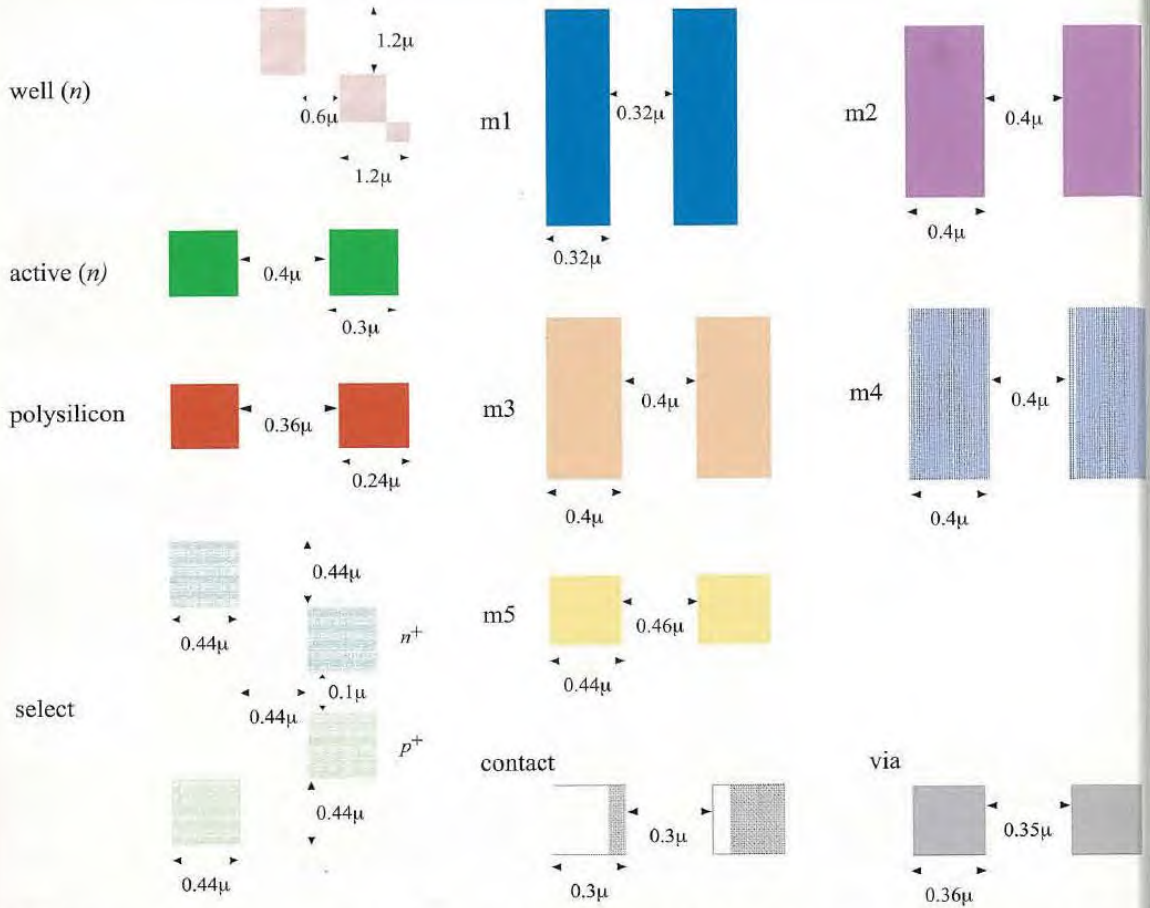 well (n)
1.2μ
0.6μ
1.2μ
active (n)
0.4μ
0.3μ
polysilicon
0.36μ
0.24μ
select
0.44μ
0.44μ
n+
0.1μ
0.44μ
p+
0.44μ
0.44μ
m1
0.32μ
0.32μ
m2
0.4μ
0.4μ
m3
0.4μ
0.4μ
m4
0.4μ
0.4μ
m5
0.46μ
0.44μ
contact
0.3μ
0.3μ
via
0.35μ
0.36μ